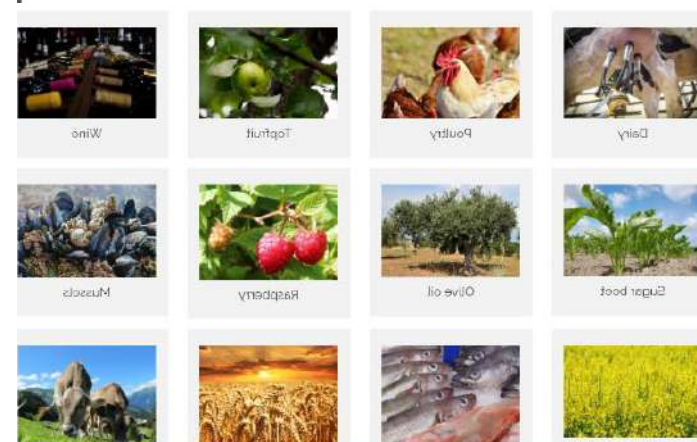 Dairy
Poultry
Topfruit
Wine
Sugar beet
Olive oil
Raspberry
Mussels